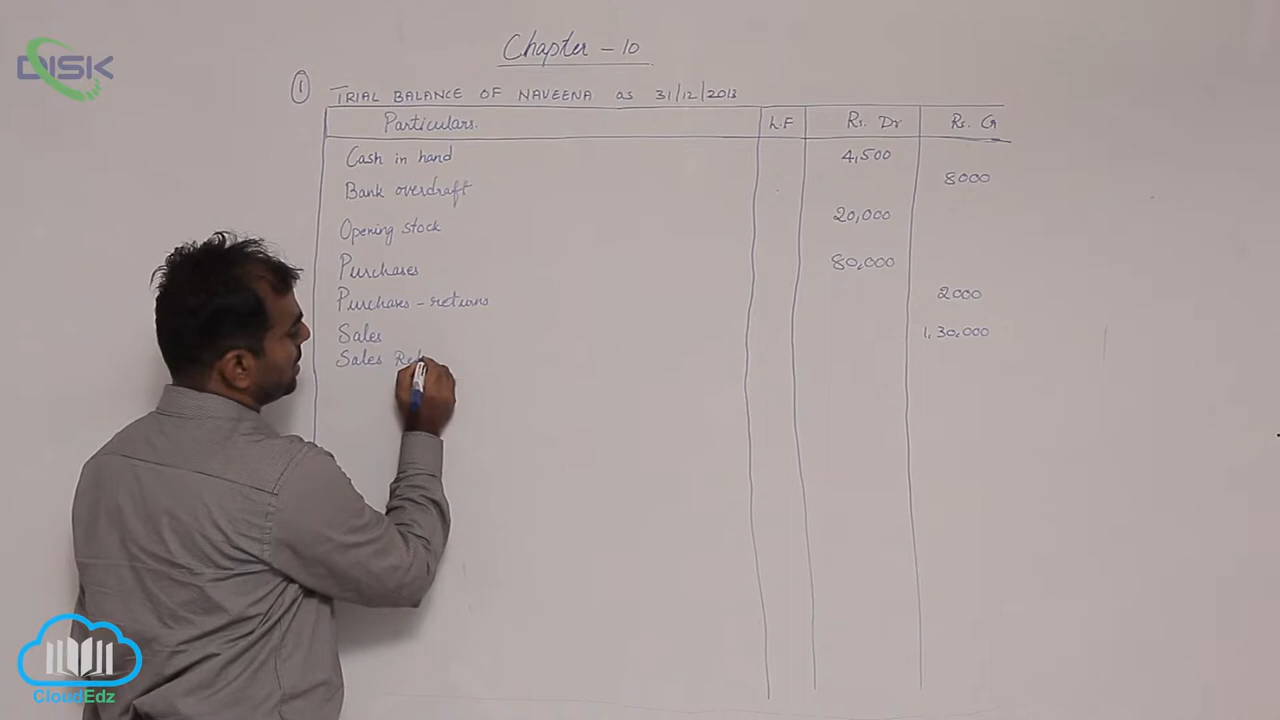 DISK
Chapter - 10
1 TRIAL BALANCE OF NAVEENA as 31/12/2013
Particulars. L.F Rs. Dr Rs. Cr
Cash in hand 4,500
Bank overdraft 8000
Opening stock 20,000
Purchases 80,000
Purchases - returns 2000
Sales 1,30,000
Sales Ret
CloudEdz